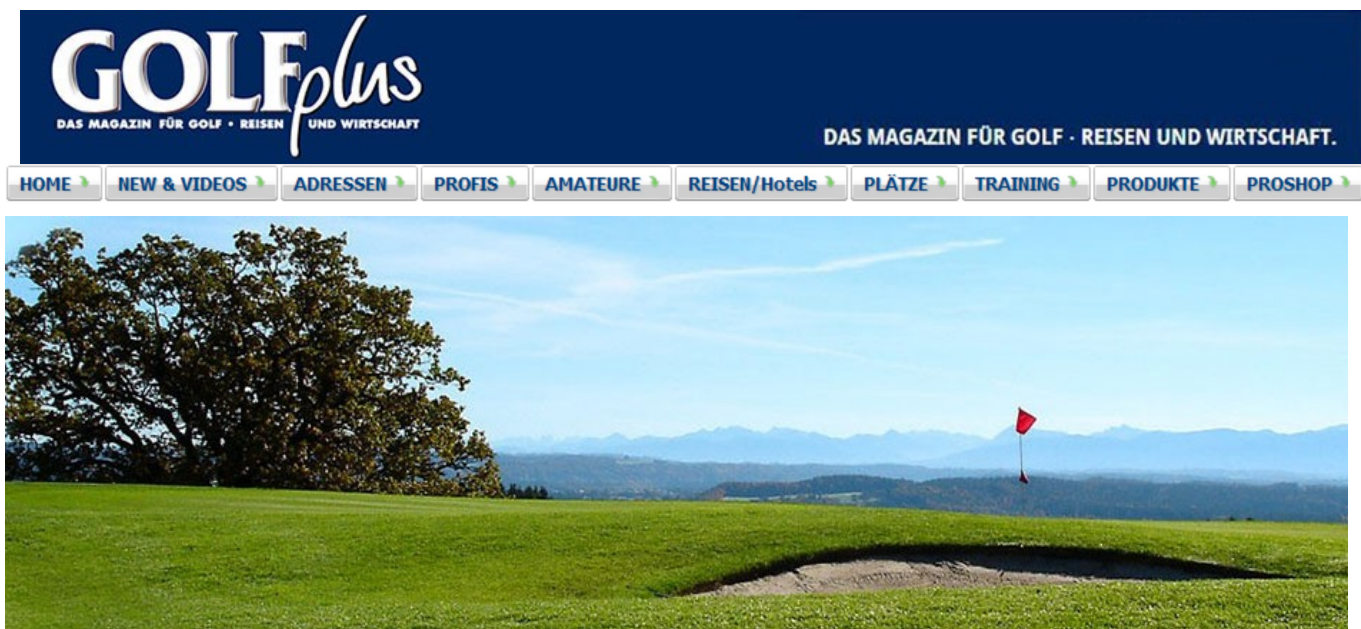 GOLFplus
DAS MAGAZIN FÜR GOLF • REISEN UND WIRTSCHAFT
DAS MAGAZIN FÜR GOLF · REISEN UND WIRTSCHAFT.
HOME NEW & VIDEOS ADRESSEN PROFIS AMATEURE REISEN/Hotels PLÄTZE TRAINING PRODUKTE PROSHOP